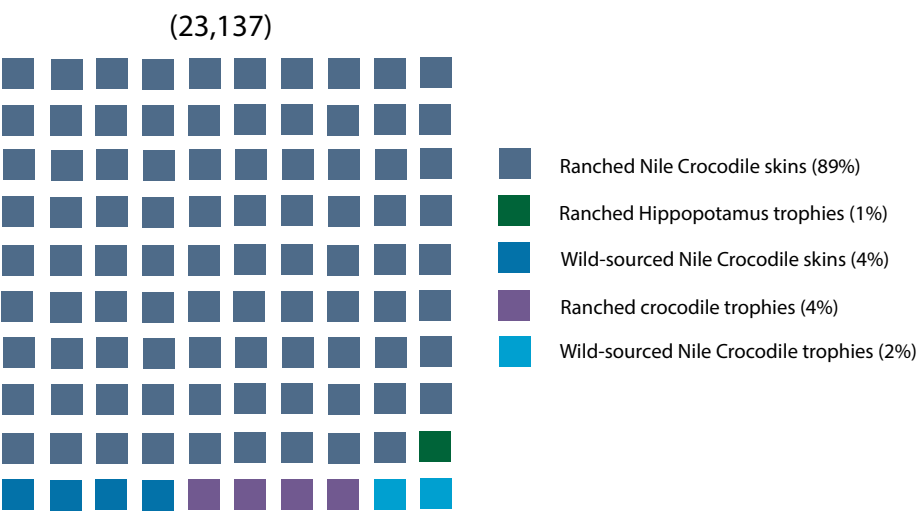 (23,137)
Ranched Nile Crocodile skins (89%)
Ranched Hippopotamus trophies (1%)
Wild-sourced Nile Crocodile skins (4%)
Ranched crocodile trophies (4%)
Wild-sourced Nile Crocodile trophies (2%)